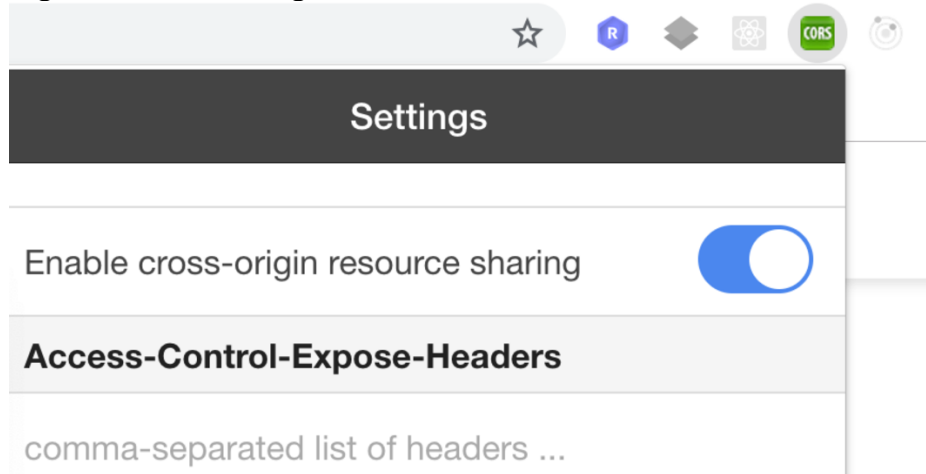 R
CORS
Settings
Enable cross-origin resource sharing
Access-Control-Expose-Headers
comma-separated list of headers ...